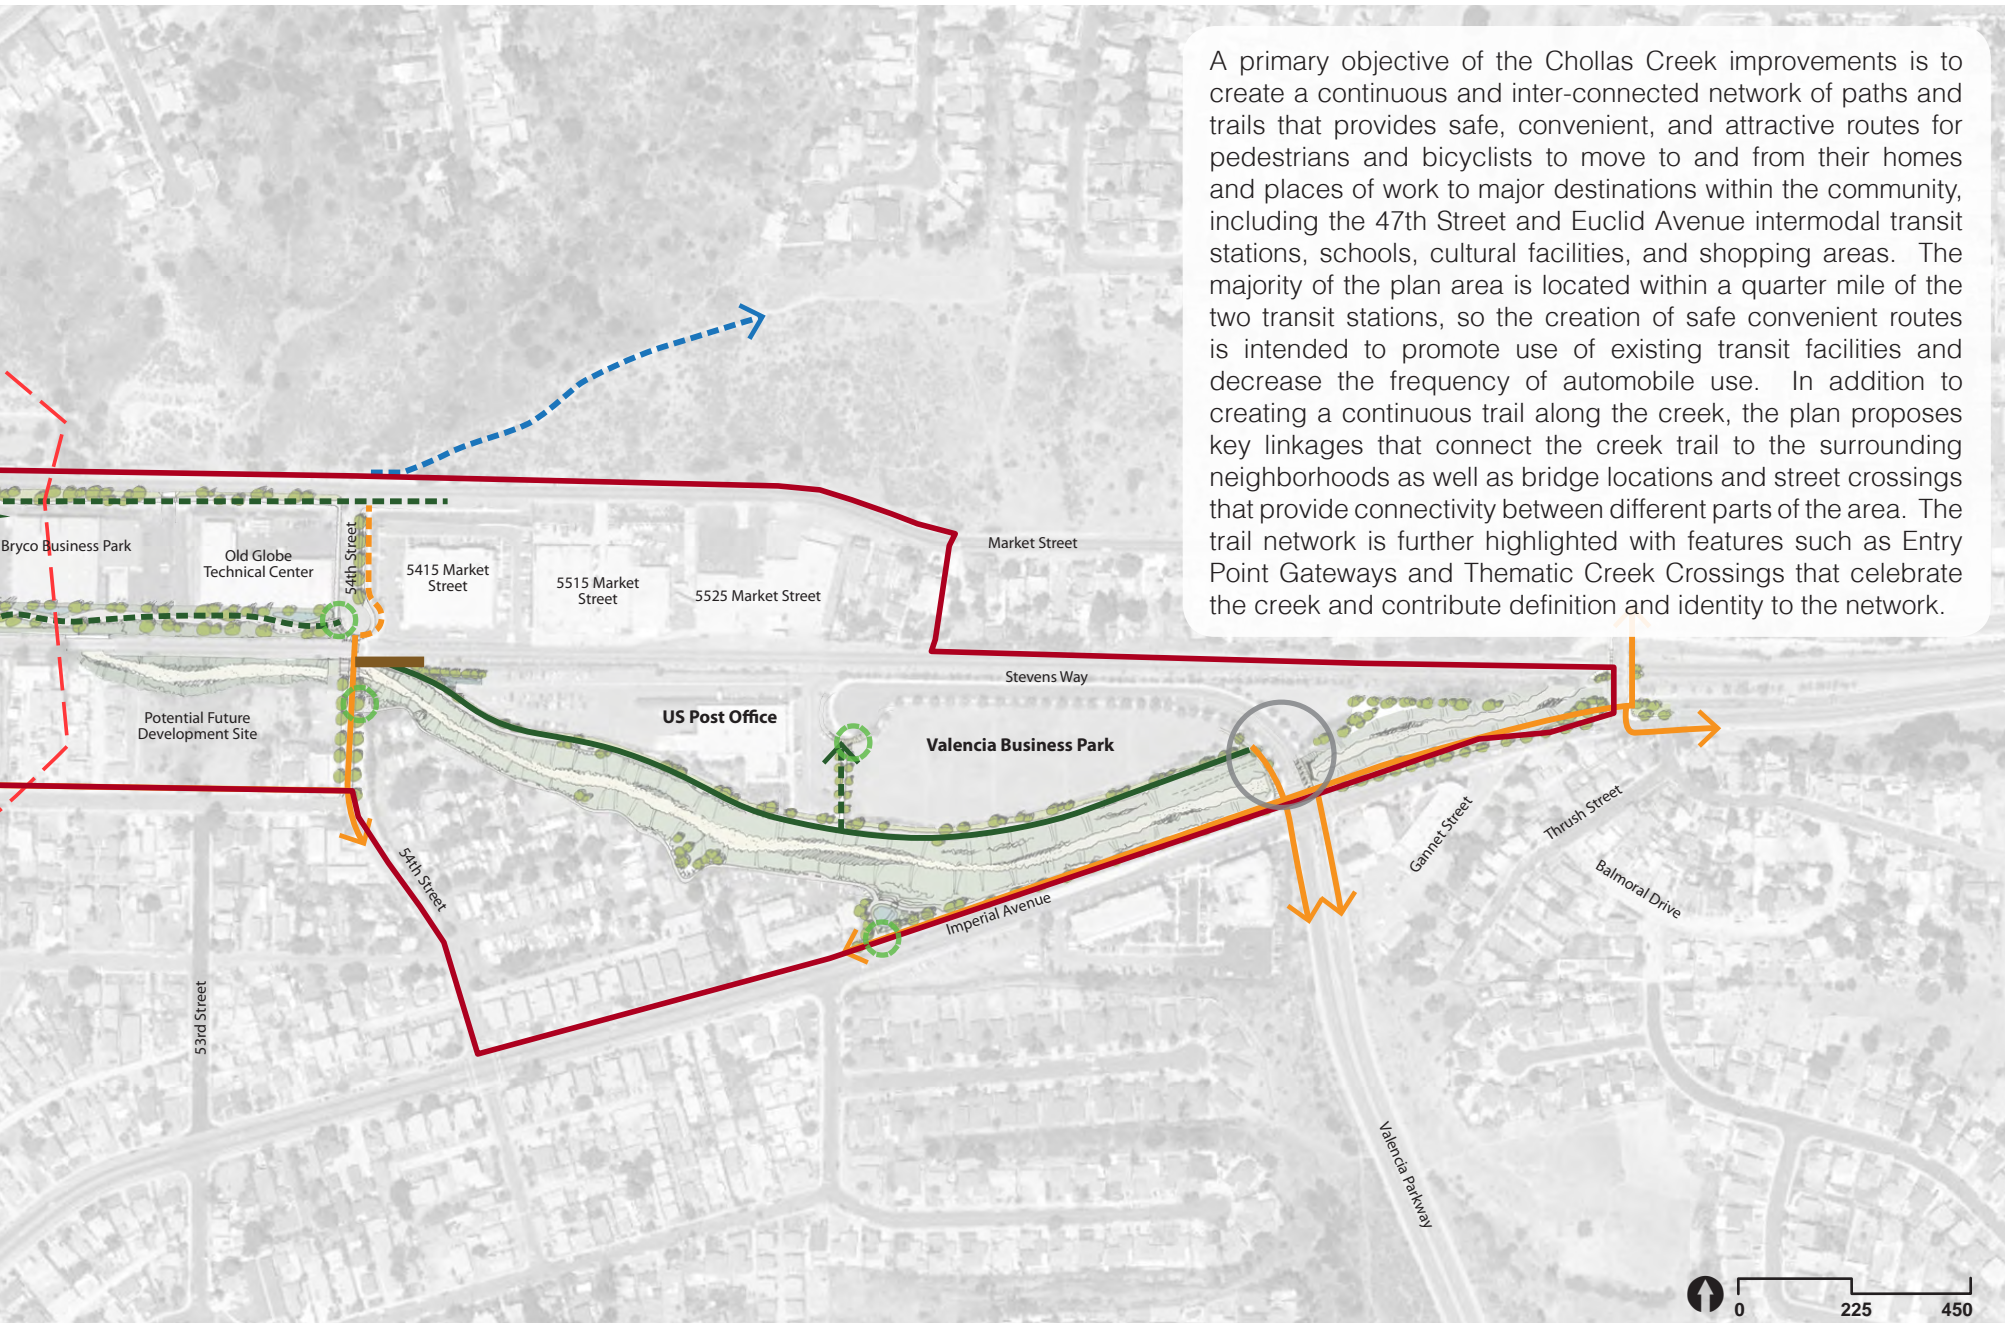 A primary objective of the Chollas Creek improvements is to
create a continuous and inter-connected network of paths and
trails that provides safe, convenient, and attractive routes for
pedestrians and bicyclists to move to and from their homes
and places of work to major destinations within the community,
including the 47th Street and Euclid Avenue intermodal transit
stations, schools, cultural facilities, and shopping areas.  The
majority of the plan area is located within a quarter mile of the
two transit stations, so the creation of safe convenient routes
is intended to promote use of existing transit facilities and
decrease the frequency of automobile use.  In addition to
creating a continuous trail along the creek, the plan proposes
key linkages that connect the creek trail to the surrounding
neighborhoods as well as bridge locations and street crossings
that provide connectivity between different parts of the area. The
trail network is further highlighted with features such as Entry
Point Gateways and Thematic Creek Crossings that celebrate
the creek and contribute definition and identity to the network.
Market Street
Bryco Business Park
Old Globe
Technical Center
54th Street
5415 Market
Street
5515 Market
Street
5525 Market Street
Stevens Way
Potential Future
Development Site
US Post Office
Valencia Business Park
Gannet Street
Thrush Street
Balmoral Drive
54th Street
Imperial Avenue
53rd Street
Valencia Parkway
0
225
450